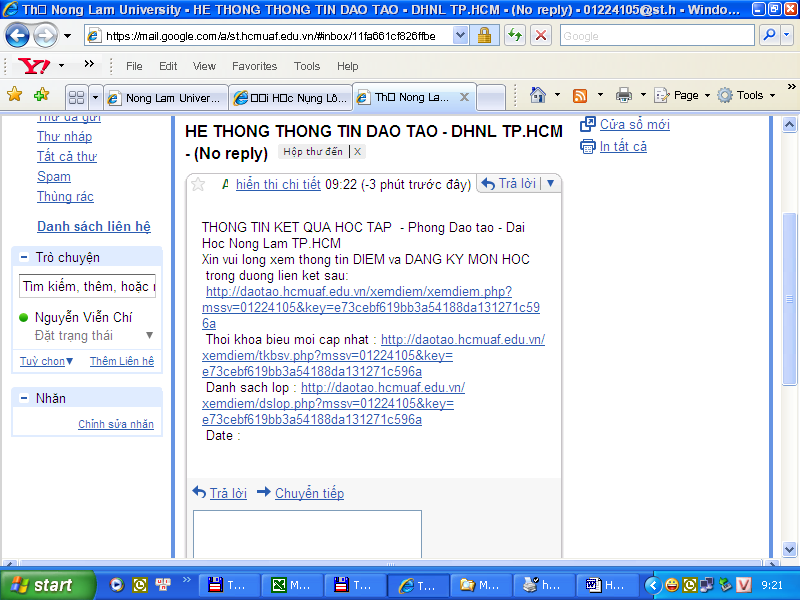 Thƣ Nong Lam University - HE THONG THONG TIN DAO TAO - DHNL TP.HCM - (No reply) - 01224105@st.h - Windo...
https://mail.google.com/a/st.hcmuaf.edu.vn/#inbox/11fa661cf826ffbe
Google
Y!
File Edit View Favorites Tools Help
Nong Lam Univer...
Nụng Lô...
Nong La...
Page
Tools
Thư đã gửi
Thư nháp
Tất cả thư
Spam
Thùng rác
Danh sách liên hệ
Trò chuyện
Tìm kiếm, thêm, hoặc
Nguyễn Viễn Chí
Đặt trạng thái
Tuỳ chọn▼ Thêm Liên hệ
Nhãn
Chỉnh sửa nhãn
HE THONG THONG TIN DAO TAO - DHNL TP.HCM
- (No reply) Hộp thư đến | X
hiển thi chi tiết 09:22 (-3 phút trước đây) Trả lời
THONG TIN KET QUA HOC TAP - Phong Dao tao - Dai
Hoc Nong Lam TP.HCM
Xin vui long xem thong tin DIEM va DANG KY MON HOC
trong duong lien ket sau:
http://daotao.hcmuaf.edu.vn/xemdiem/xemdiem.php?
mssv=01224105&key=e73cebf619bb3a54188da131271c59
6a
Thoi khoa bieu moi cap nhat : http://daotao.hcmuaf.edu.vn/
xemdiem/tkbsv.php?mssv=01224105&key=
e73cebf619bb3a54188da131271c596a
Danh sach lop : http://daotao.hcmuaf.edu.vn/
xemdiem/dslop.php?mssv=01224105&key=
e73cebf619bb3a54188da131271c596a
Date :
Trả lời Chuyển tiếp
Cửa sổ mới
In tất cả
start
T...
M...
T...
T...
M...
h...
H...
9:21